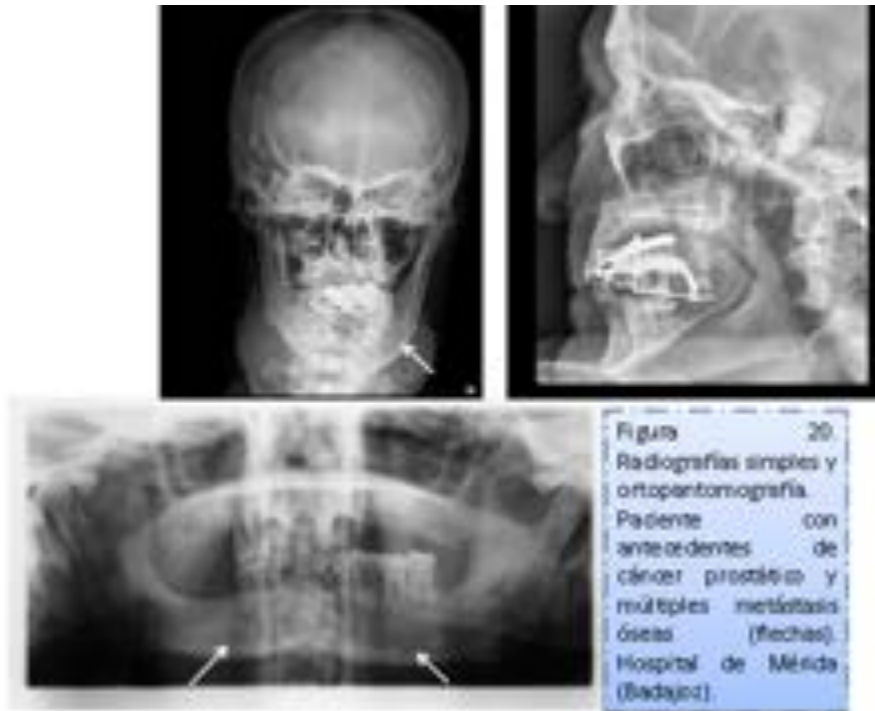 Figura 20.
Radiografías simples y
ortopantomografía.
Paciente con
antecedentes de
cáncer prostático y
múltiples metástasis
óseas (flechas).
Hospital de Mérida
(Badajoz).